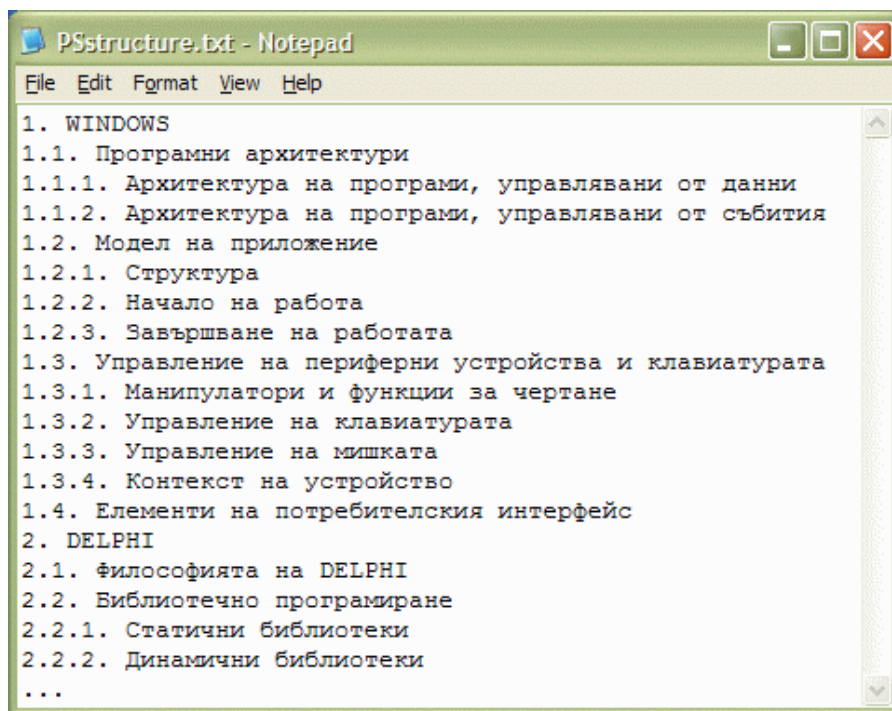 PSstructure.txt - Notepad
File Edit Format View Help
1. WINDOWS
1.1. Програмни архитектури
1.1.1. Архитектура на програми, управлявани от данни
1.1.2. Архитектура на програми, управлявани от събития
1.2. Модел на приложение
1.2.1. Структура
1.2.2. Начало на работа
1.2.3. Завършване на работата
1.3. Управление на периферни устройства и клавиатурата
1.3.1. Манипулатори и функции за чертане
1.3.2. Управление на клавиатурата
1.3.3. Управление на мишката
1.3.4. Контекст на устройство
1.4. Елементи на потребителския интерфейс
2. DELPHI
2.1. Философията на DELPHI
2.2. Библиотечно програмиране
2.2.1. Статични библиотеки
2.2.2. Динамични библиотеки
...